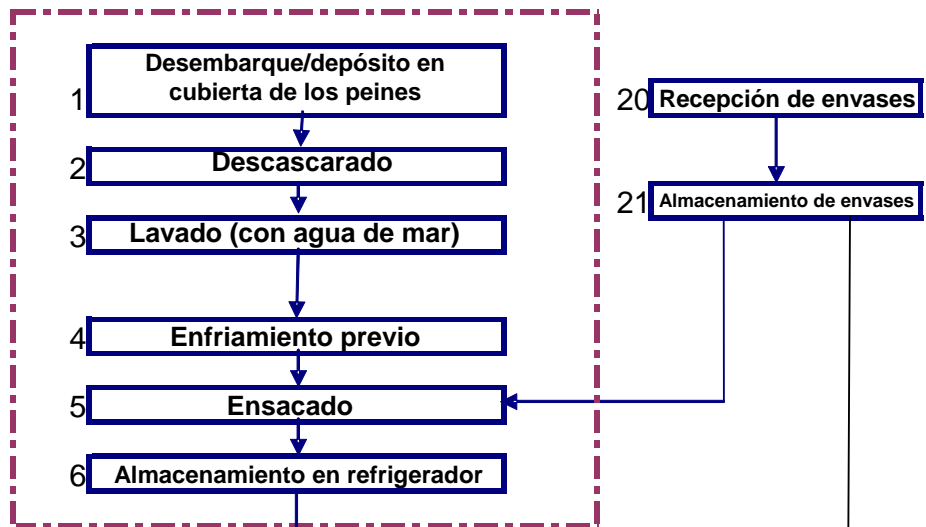 1
Desembarque/depósito en
cubierta de los peines
2
Descascarado
3
Lavado (con agua de mar)
4
Enfriamiento previo
5
Ensacado
6
Almacenamiento en refrigerador
20
Recepción de envases
21
Almacenamiento de envases